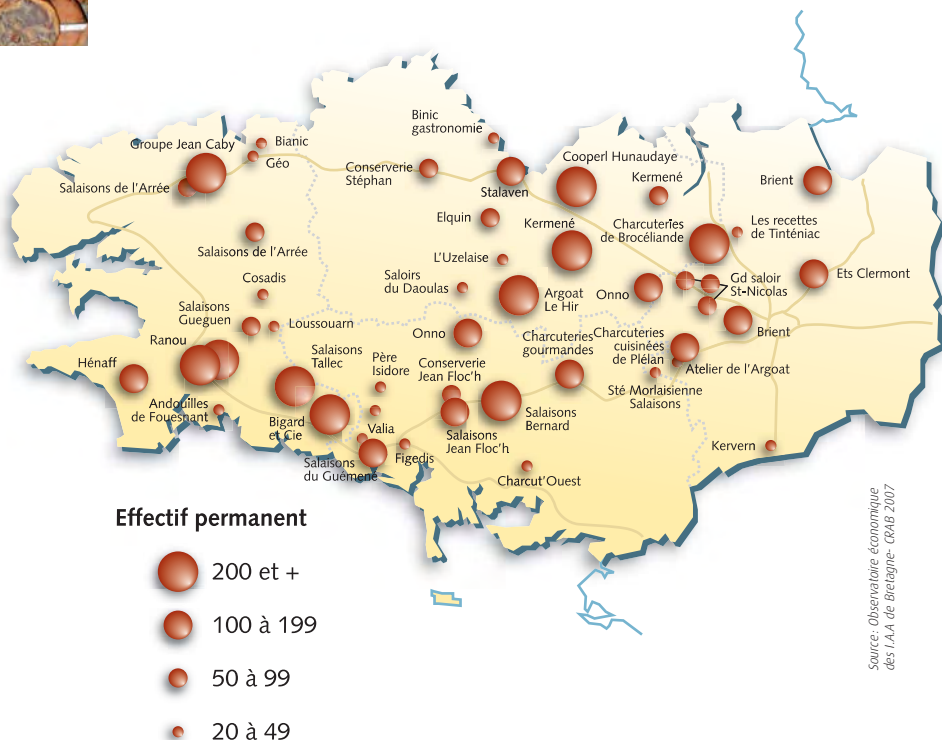 Binic
gastronomie
Groupe Jean Caby
Bianic
Géo
Cooperl Hunaudaye
Conserverie
Stéphan
Kermené
Brient
Salaisons de l'Arrée
Stalaven
Elquin
Kermené
Charcuteries
de Brocéliande
Les recettes
de Tinténiac
Salaisons de l'Arrée
L'Uzelaise
Cosadis
Saloirs
du Daoulas
Argoat
Le Hir
Onno
Gd saloir
St-Nicolas
Ets Clermont
Salaisons
Gueguen
Loussouarn
Onno
Brient
Ranou
Salaisons
Tallec
Père
Isidore
Charcuteries
gourmandes
Charcuteries
cuisinées
de Plélan
Hénaff
Conserverie
Jean Floc'h
Atelier de l'Argoat
Sté Morlaisienne
Salaisons
Andouilles
de Fouesnant
Bigard
et Cie
Valia
Salaisons
Bernard
Salaisons
Jean Floc'h
Kervern
Salaisons
du Guémené
Figedis
Charcut'Ouest
Effectif permanent
200 et +
100 à 199
50 à 99
20 à 49
Source: Observatoire économique
des I.A.A de Bretagne- CRAB 2007